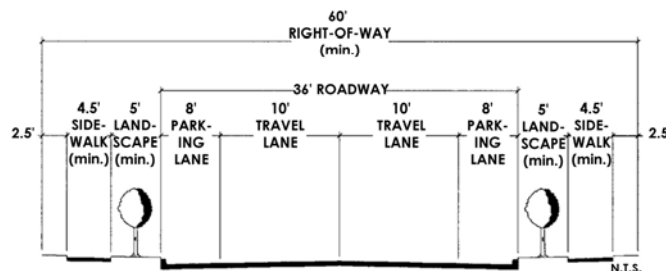 60'
RIGHT-OF-WAY
(min.)
36' ROADWAY
2.5'
4.5'
SIDE-
WALK
(min.)
5'
LAND-
SCAPE
(min.)
8'
PARK-
ING
LANE
10'
TRAVEL
LANE
10'
TRAVEL
LANE
8'
PARK-
ING
LANE
5'
LAND-
SCAPE
(min.)
4.5'
SIDE-
WALK
(min.)
2.5
N.T.S.